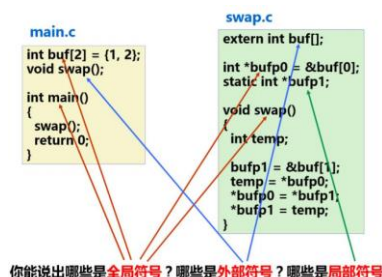 main.c
int buf[2] = {1, 2};
void swap();
int main()
{
swap();
return 0;
}
swap.c
extern int buf[];
int *bufp0 = &buf[0];
static int *bufp1;
void swap()
{
int temp;
bufp1 = &buf[1];
temp = *bufp0;
*bufp0 = *bufp1;
*bufp1 = temp;
}
你能说出哪些是全局符号？哪些是外部符号？哪些是局部符号